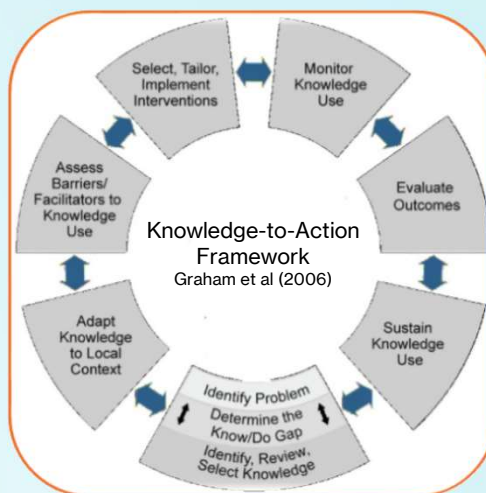 Select, Tailor,
Implement
Interventions
Monitor
Knowledge
Use
Assess
Barriers/
Facilitators to
Knowledge
Use
Evaluate
Outcomes
Knowledge-to-Action
Framework
Graham et al (2006)
Adapt
Knowledge
to Local
Context
Sustain
Knowledge
Use
Identify Problem
Determine the
Know/Do Gap
Identify, Review,
Select Knowledge